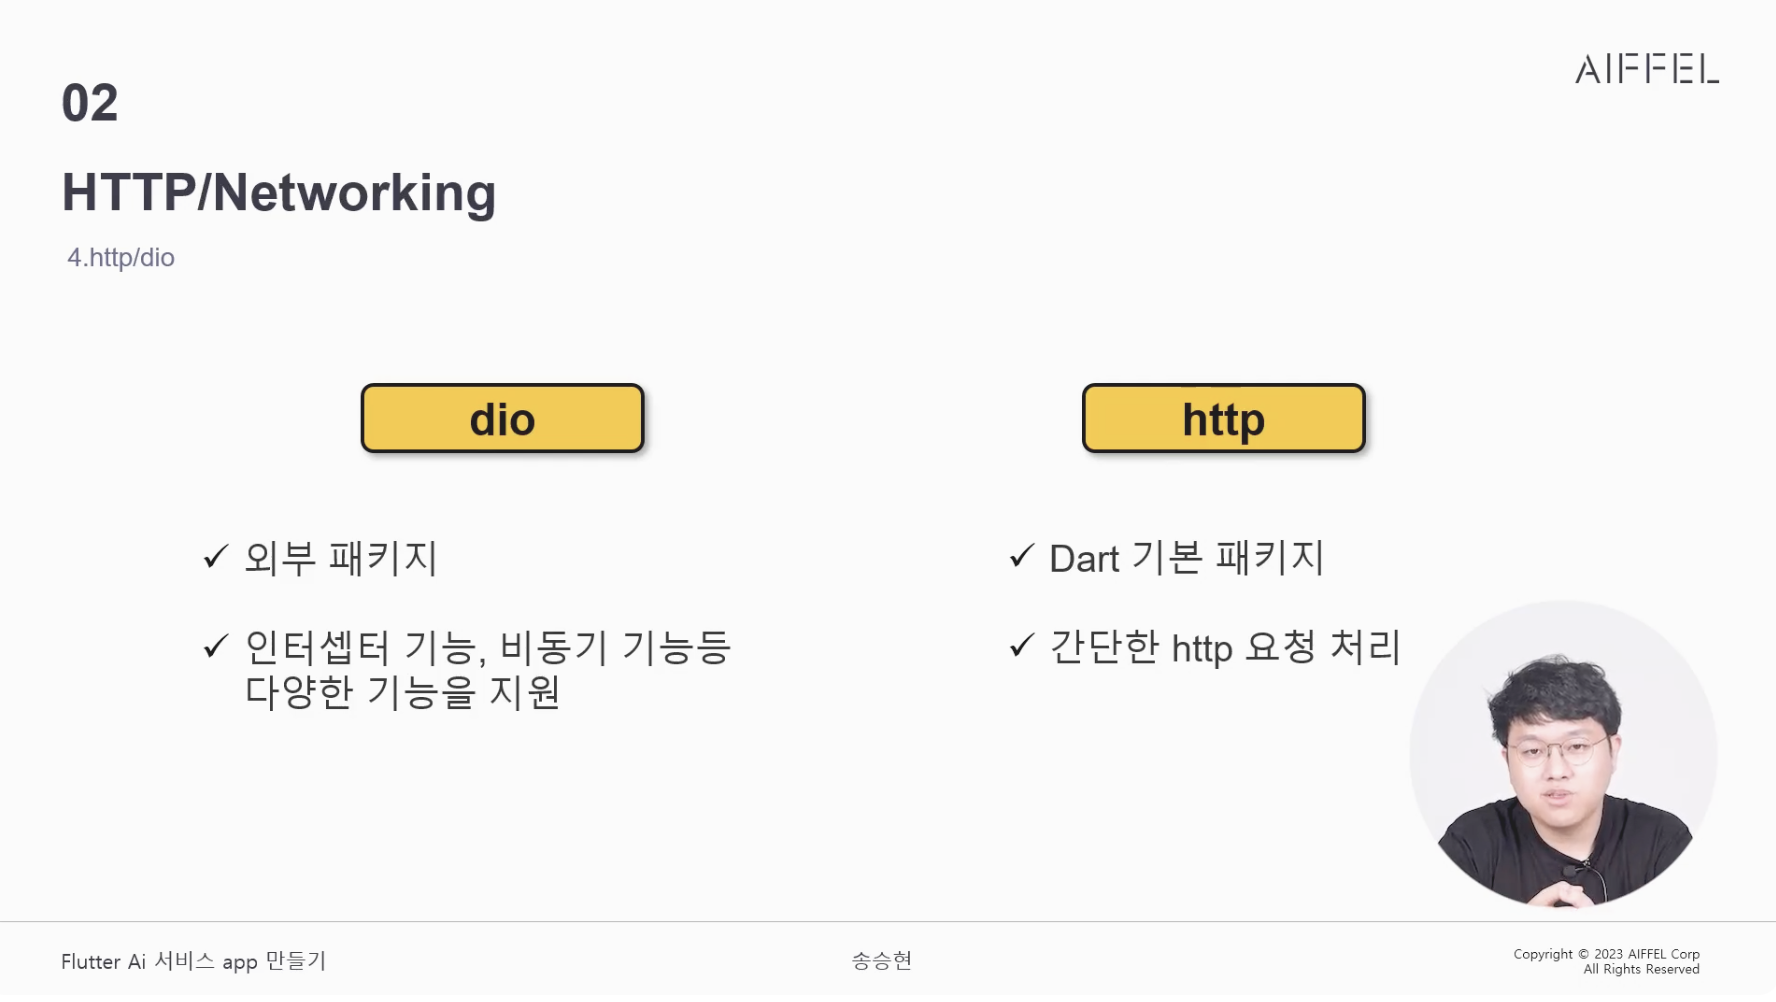 AIFFEL
02
HTTP/Networking
4.http/dio
dio
외부 패키지
인터셉터 기능, 비동기 기능등
다양한 기능을 지원
http
Dart 기본 패키지
간단한 http 요청 처리
Flutter Ai 서비스 app 만들기
송승현
Copyright © 2023 AIFFEL Corp
All Rights Reserved